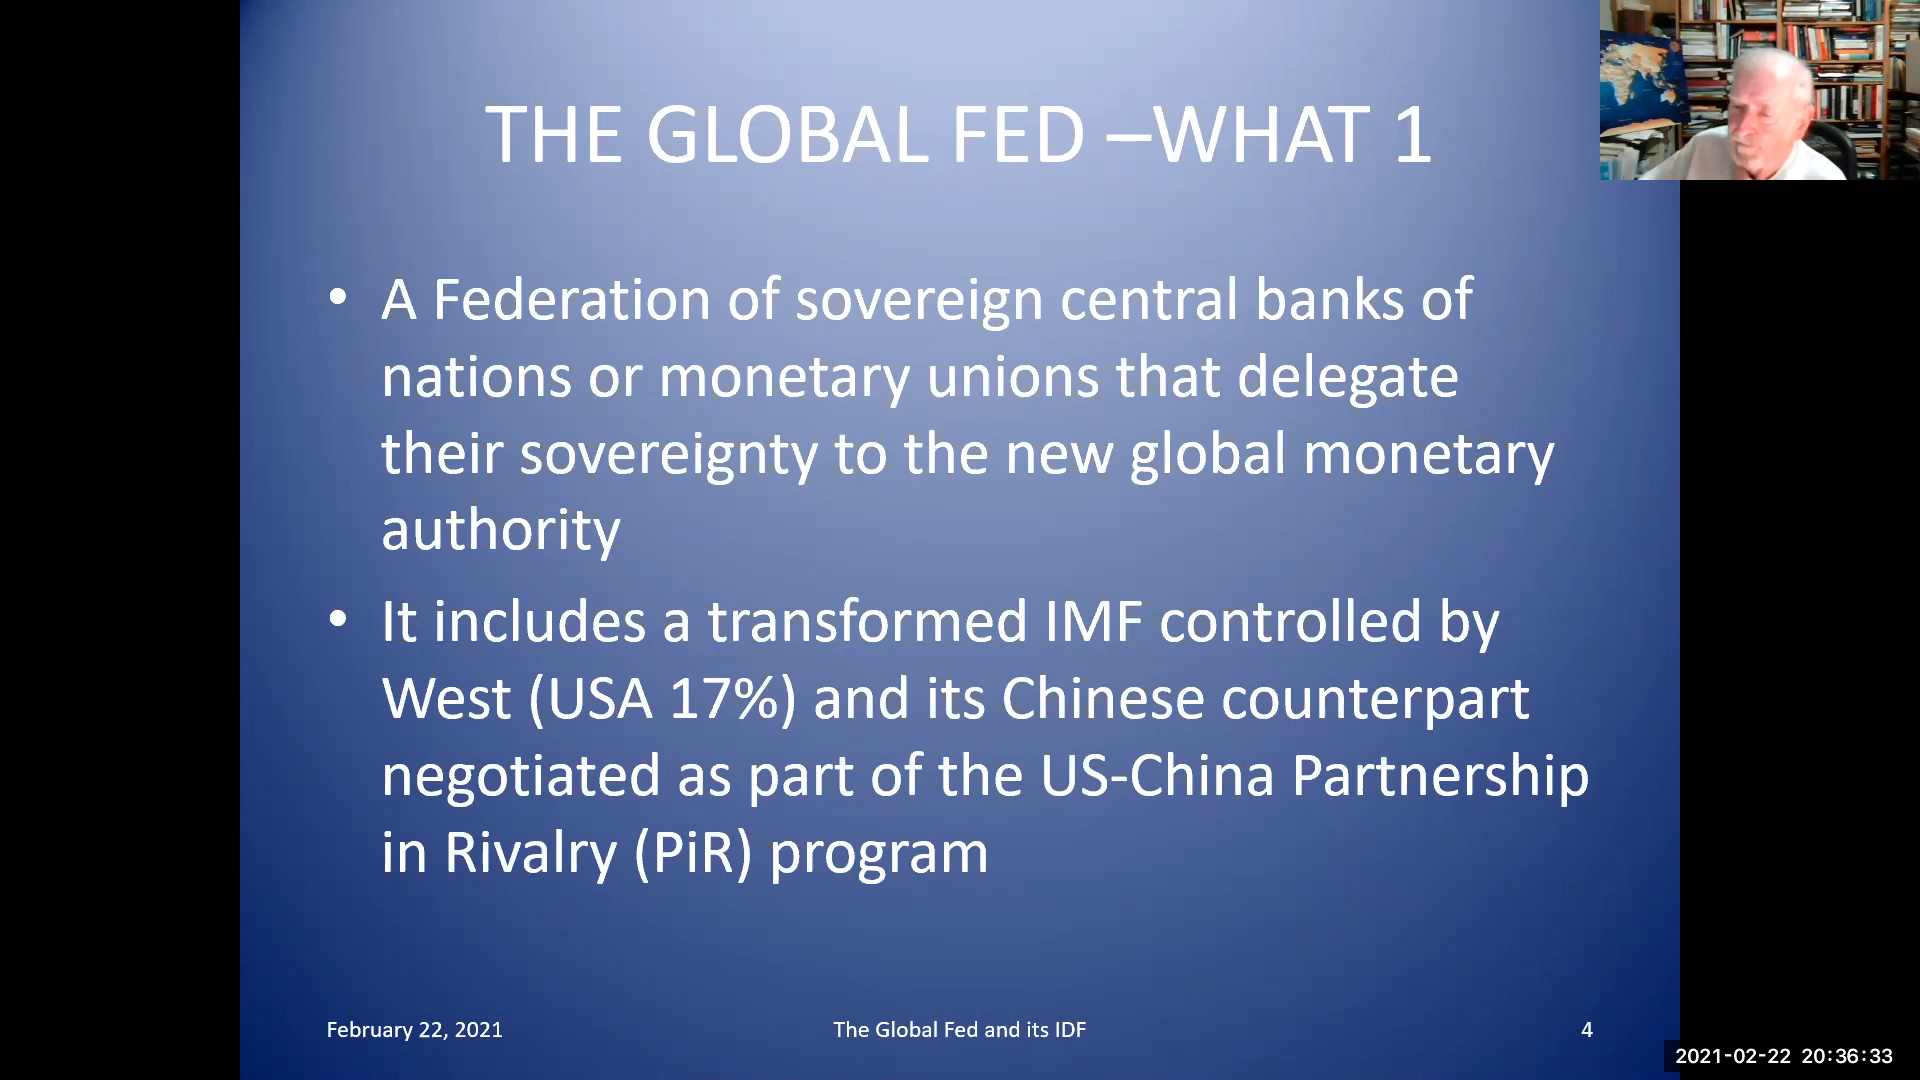 THE GLOBAL FED –WHAT 1
• A Federation of sovereign central banks of
nations or monetary unions that delegate
their sovereignty to the new global monetary
authority
• It includes a transformed IMF controlled by
West (USA 17%) and its Chinese counterpart
negotiated as part of the US-China Partnership
in Rivalry (PiR) program
February 22, 2021
The Global Fed and its IDF
4
2021-02-22 20:36:33